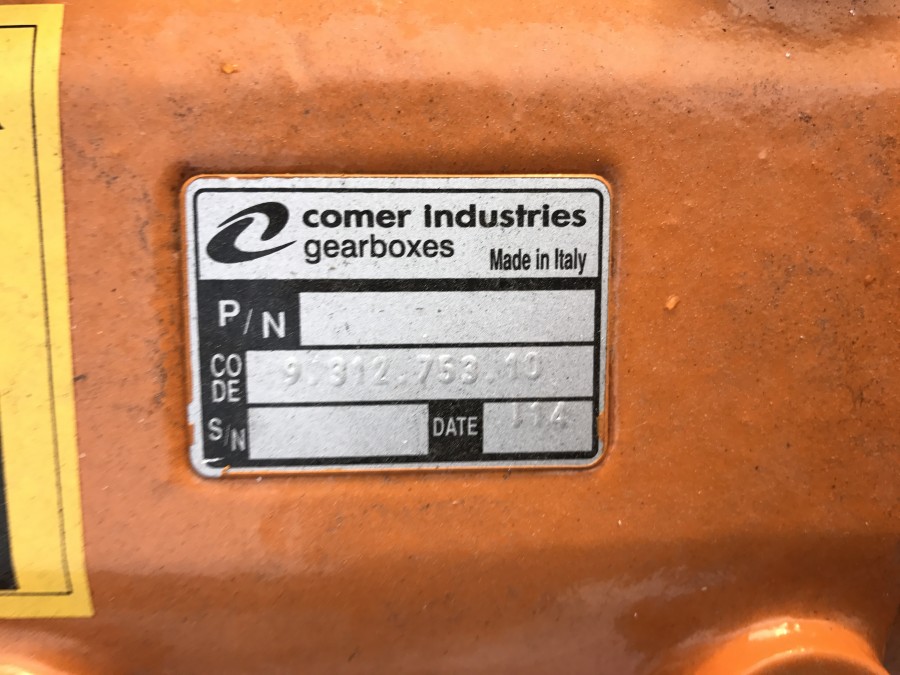 comer industries
gearboxes
Made in Italy
P/N
CODE 9.312.753.10
S/N DATE 114